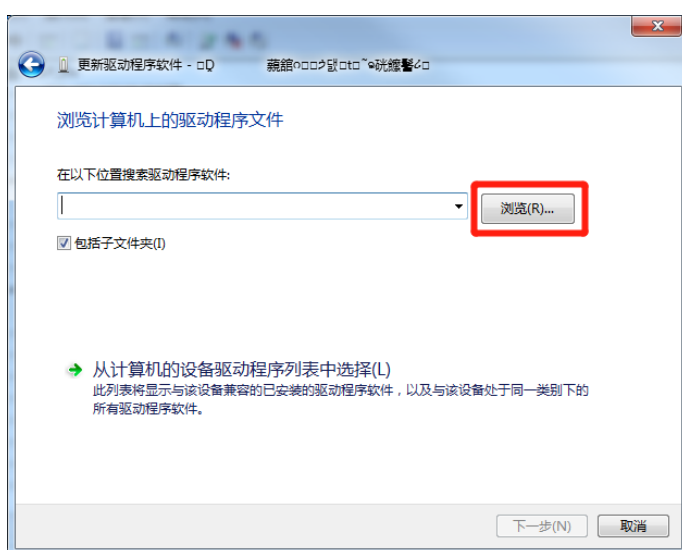 更新驱动程序软件 -
浏览计算机上的驱动程序文件
在以下位置搜索驱动程序软件:
浏览(R)...
包括子文件夹(I)
从计算机的设备驱动程序列表中选择(L)
此列表将显示与该设备兼容的已安装的驱动程序软件，以及与该设备处于同一类别下的
所有驱动程序软件。
下一步(N)
取消